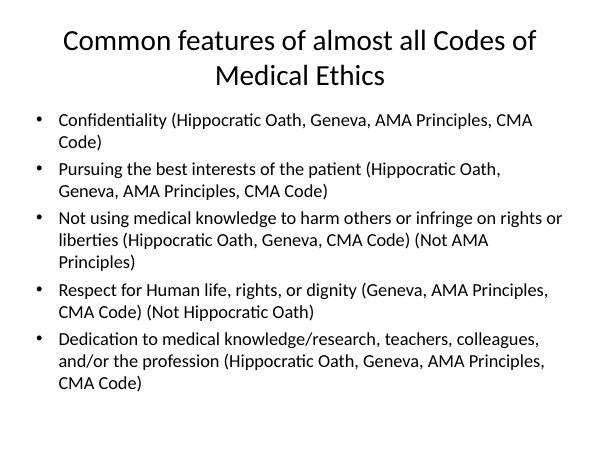 Common features of almost all Codes of
Medical Ethics
• Confidentiality (Hippocratic Oath, Geneva, AMA Principles, CMA
Code)
• Pursuing the best interests of the patient (Hippocratic Oath,
Geneva, AMA Principles, CMA Code)
• Not using medical knowledge to harm others or infringe on rights or
liberties (Hippocratic Oath, Geneva, CMA Code) (Not AMA
Principles)
• Respect for Human life, rights, or dignity (Geneva, AMA Principles,
CMA Code) (Not Hippocratic Oath)
• Dedication to medical knowledge/research, teachers, colleagues,
and/or the profession (Hippocratic Oath, Geneva, AMA Principles,
CMA Code)